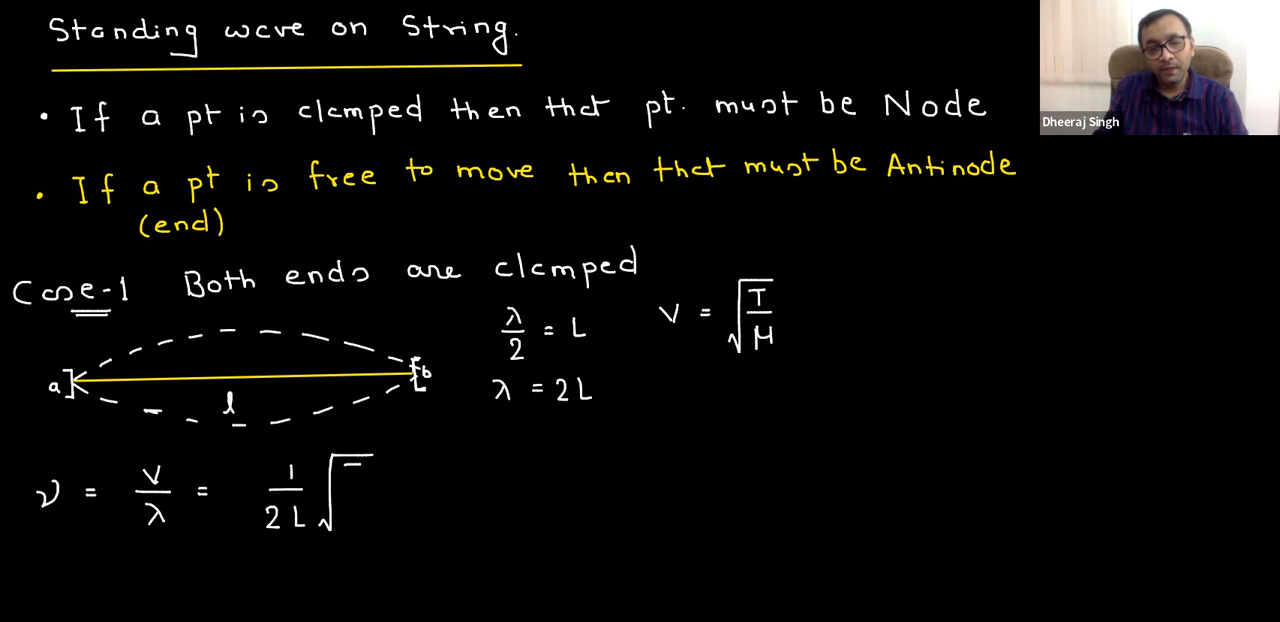 Standing wave on String.
• If a pt is clamped then that pt. must be Node
• If a pt is free to move then that must be Antinode
(end)
Case-1 Both ends are clamped
λ/2 = L
v = √(T/μ)
a
b
l
λ = 2L
ν = v/λ = 1/2L √
Dheeraj Singh